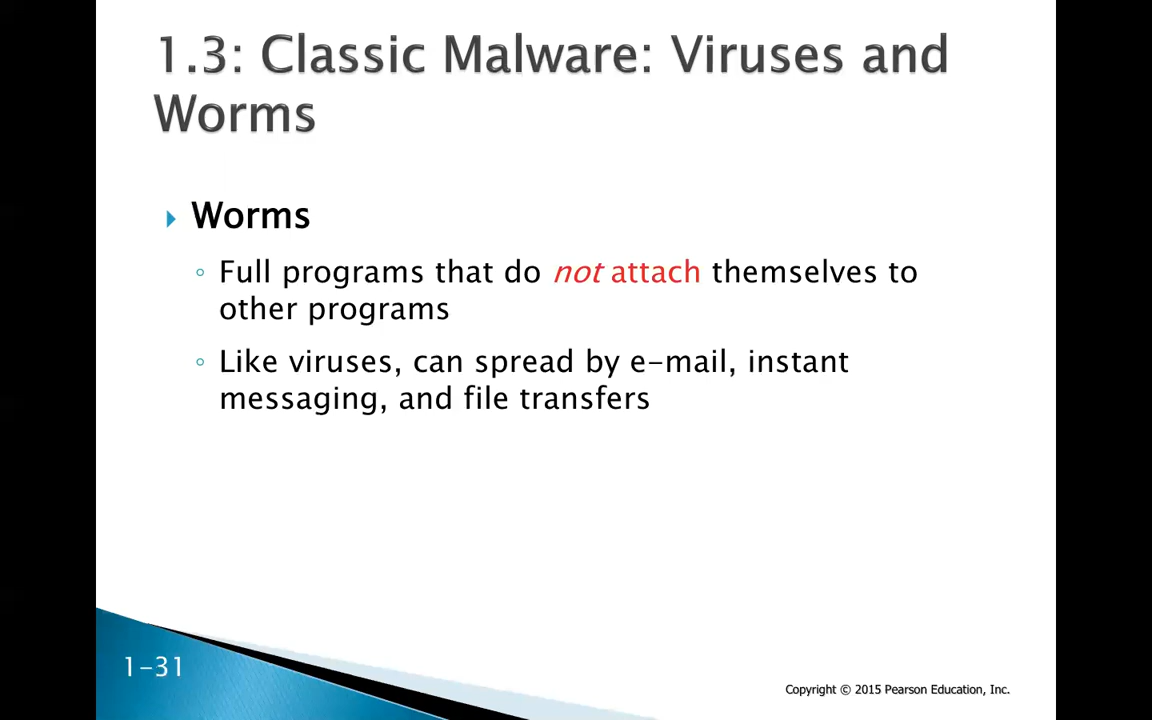 1.3: Classic Malware: Viruses and
Worms
Worms
Full programs that do not attach themselves to
other programs
Like viruses, can spread by e-mail, instant
messaging, and file transfers
1-31
Copyright © 2015 Pearson Education, Inc.